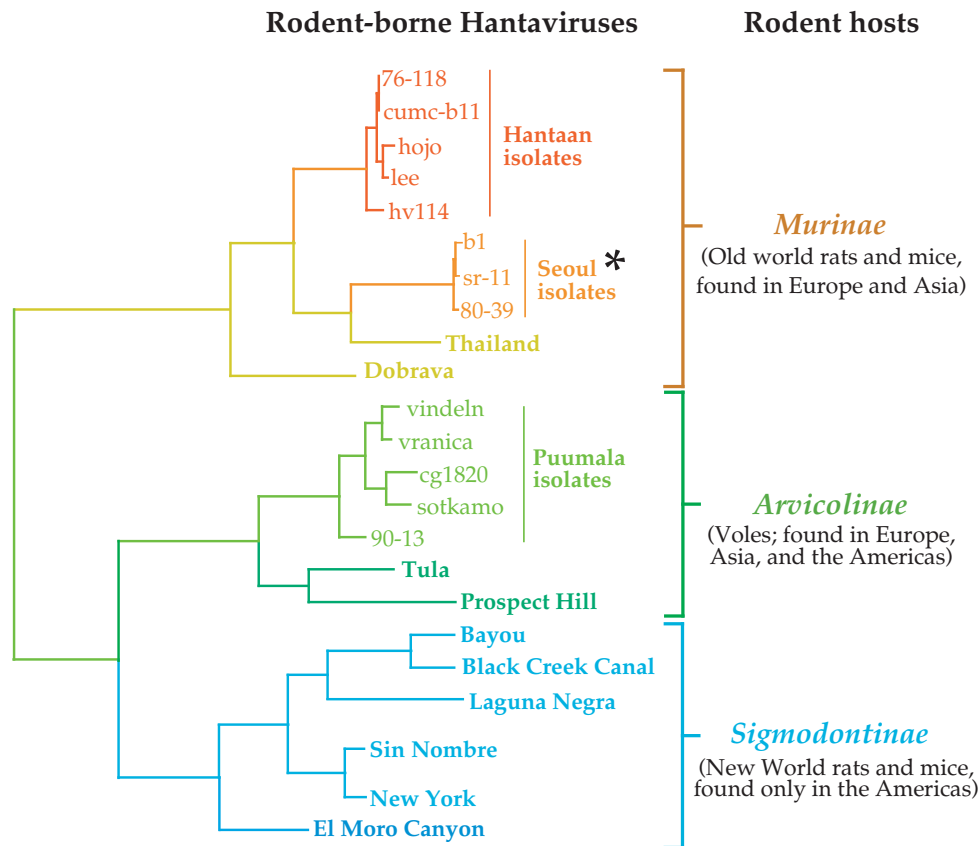 Rodent-borne Hantaviruses
Rodent hosts
76-118
cumc-b11
hojo
lee
hv114
Hantaan
isolates
b1
sr-11
80-39
Seoul *
isolates
Thailand
Dobrava
Murinae
(Old world rats and mice,
found in Europe and Asia)
vindeln
vranica
cg1820
sotkamo
90-13
Puumala
isolates
Tula
Prospect Hill
Arvicolinae
(Voles; found in Europe,
Asia, and the Americas)
Bayou
Black Creek Canal
Laguna Negra
Sin Nombre
New York
El Moro Canyon
Sigmodontinae
(New World rats and mice,
found only in the Americas)